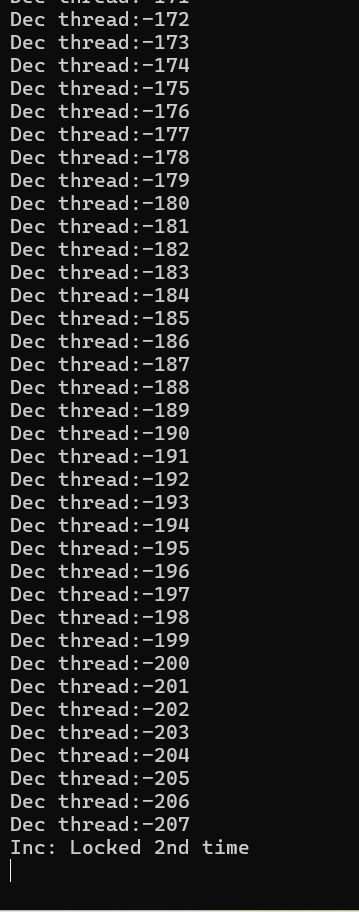 Dec thread:-171
Dec thread:-172
Dec thread:-173
Dec thread:-174
Dec thread:-175
Dec thread:-176
Dec thread:-177
Dec thread:-178
Dec thread:-179
Dec thread:-180
Dec thread:-181
Dec thread:-182
Dec thread:-183
Dec thread:-184
Dec thread:-185
Dec thread:-186
Dec thread:-187
Dec thread:-188
Dec thread:-189
Dec thread:-190
Dec thread:-191
Dec thread:-192
Dec thread:-193
Dec thread:-194
Dec thread:-195
Dec thread:-196
Dec thread:-197
Dec thread:-198
Dec thread:-199
Dec thread:-200
Dec thread:-201
Dec thread:-202
Dec thread:-203
Dec thread:-204
Dec thread:-205
Dec thread:-206
Dec thread:-207
Inc: Locked 2nd time